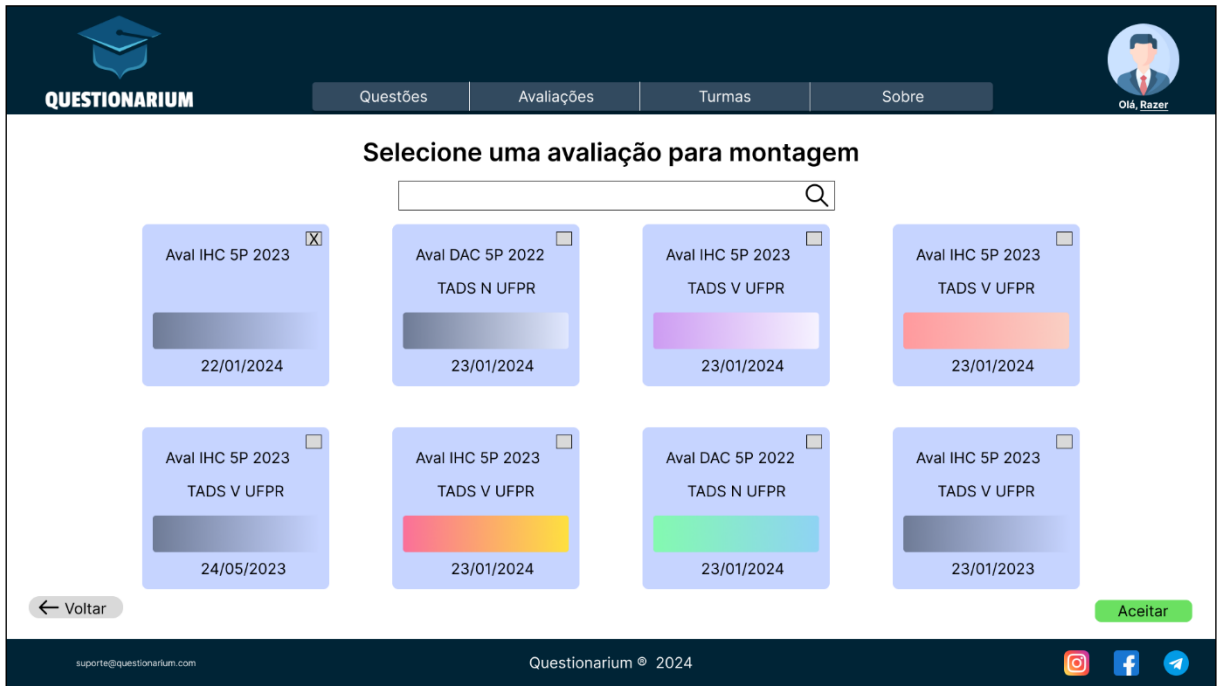 QUESTIONARIUM
Questões
Avaliações
Turmas
Sobre
Olá, Razer
Selecione uma avaliação para montagem
X
Aval IHC 5P 2023
22/01/2024
Aval DAC 5P 2022
TADS N UFPR
23/01/2024
Aval IHC 5P 2023
TADS V UFPR
23/01/2024
Aval IHC 5P 2023
TADS V UFPR
23/01/2024
Aval IHC 5P 2023
TADS V UFPR
24/05/2023
Aval IHC 5P 2023
TADS V UFPR
23/01/2024
Aval DAC 5P 2022
TADS N UFPR
23/01/2024
Aval IHC 5P 2023
TADS V UFPR
23/01/2023
← Voltar
Aceitar
suporte@questionarium.com
Questionarium ® 2024